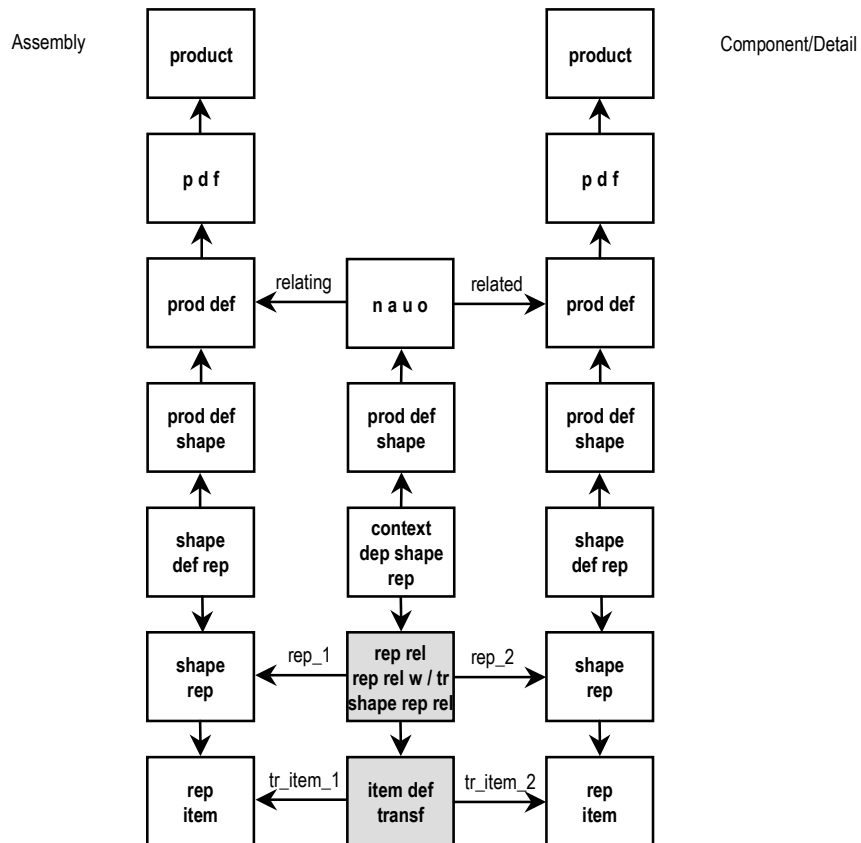 Assembly
product
product
Component/Detail
p d f
p d f
prod def
relating
n a u o
related
prod def
prod def
shape
prod def
shape
prod def
shape
shape
def rep
context
dep shape
rep
shape
def rep
shape
rep
rep_1
rep rel
rep rel w / tr
shape rep rel
rep_2
shape
rep
rep
item
tr_item_1
item def
transf
tr_item_2
rep
item